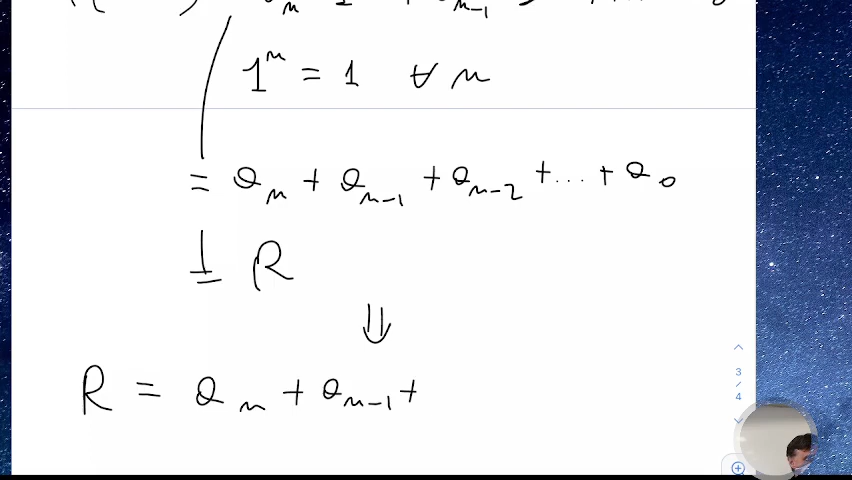 1^n = 1 ∀ n
= a_n + a_{n-1} + a_{n-2} + ... + a_0
⊥ R
⇓
R = a_n + a_{n-1} +
3
/
4